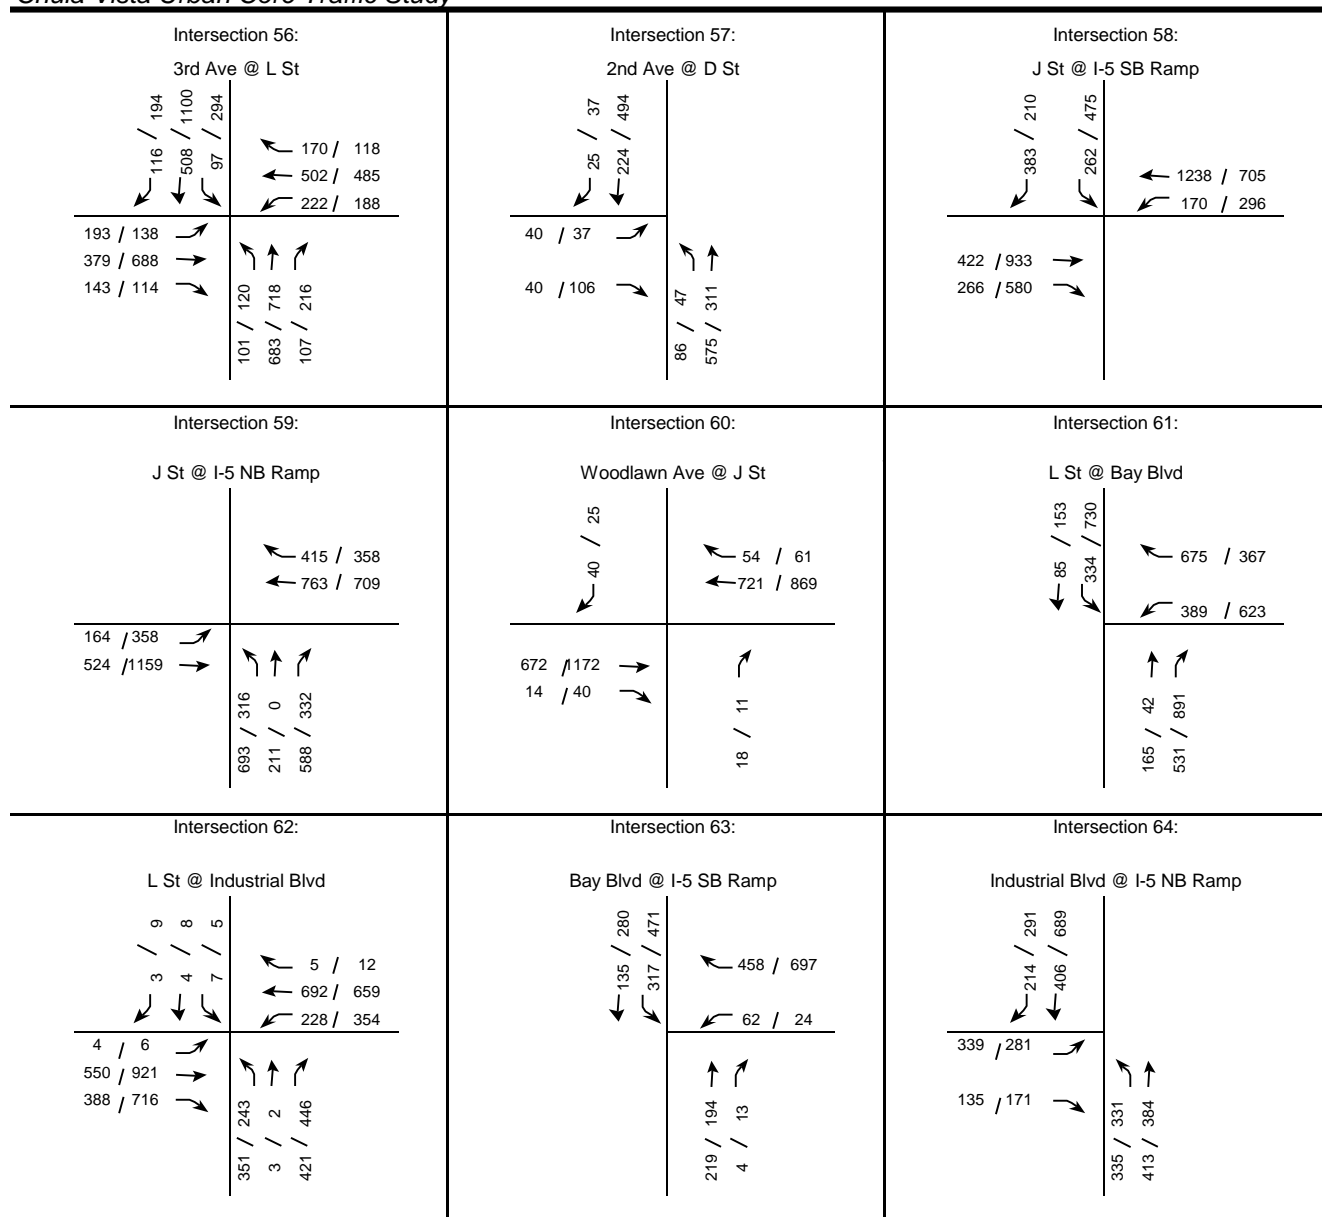 Chula Vista Urban Core Traffic Study
Intersection 56:
3rd Ave @ L St
116 / 194
508 / 1100
97 / 294
170 / 118
502 / 485
222 / 188
193 / 138
379 / 688
143 / 114
101 / 120
683 / 718
107 / 216
Intersection 57:
2nd Ave @ D St
25 / 37
224 / 494
40 / 37
40 / 106
86 / 47
575 / 311
Intersection 58:
J St @ I-5 SB Ramp
383 / 210
262 / 475
1238 / 705
170 / 296
422 / 933
266 / 580
Intersection 59:
J St @ I-5 NB Ramp
415 / 358
763 / 709
164 / 358
524 / 1159
693 / 316
211 / 0
588 / 332
Intersection 60:
Woodlawn Ave @ J St
40 / 25
54 / 61
721 / 869
672 / 1172
14 / 40
18 / 11
Intersection 61:
L St @ Bay Blvd
85 / 153
334 / 730
675 / 367
389 / 623
165 / 42
531 / 891
Intersection 62:
L St @ Industrial Blvd
3 / 9
4 / 8
7 / 5
5 / 12
692 / 659
228 / 354
4 / 6
550 / 921
388 / 716
351 / 243
3 / 2
421 / 446
Intersection 63:
Bay Blvd @ I-5 SB Ramp
135 / 280
317 / 471
458 / 697
62 / 24
219 / 194
4 / 13
Intersection 64:
Industrial Blvd @ I-5 NB Ramp
214 / 291
406 / 689
339 / 281
135 / 171
335 / 331
413 / 384